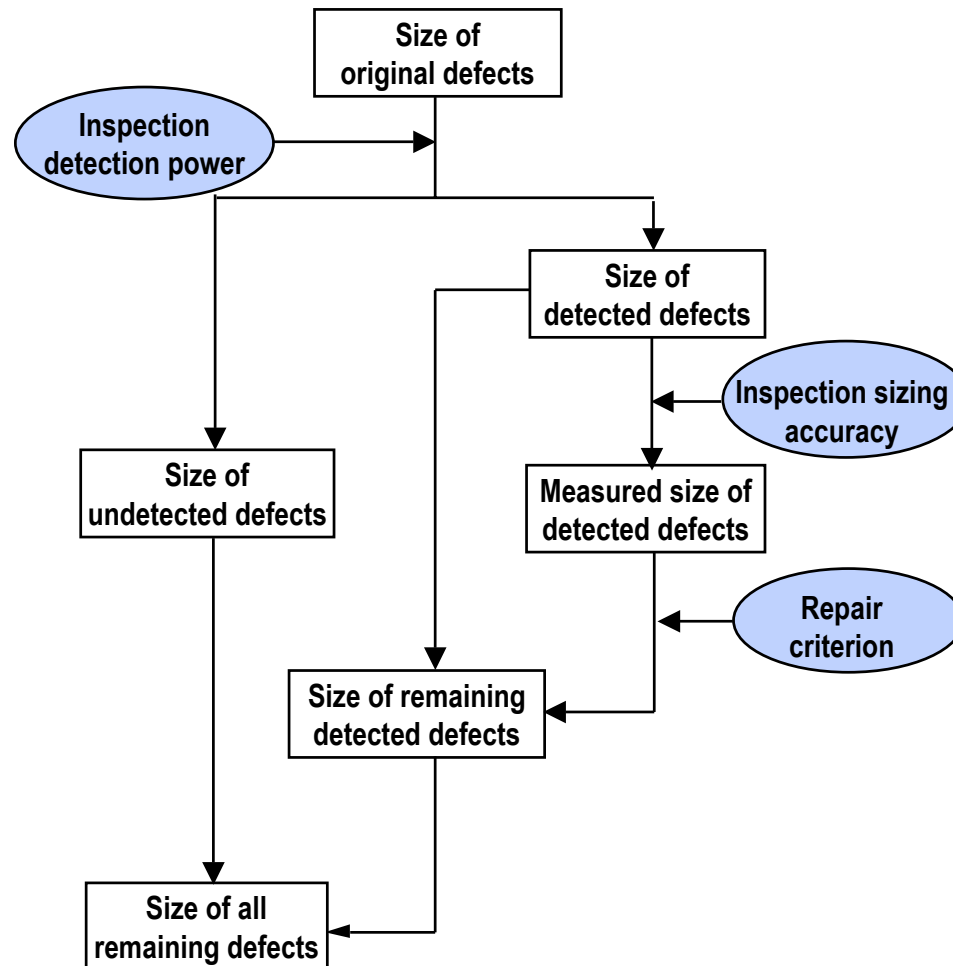 Size of
original defects
Inspection
detection power
Size of
detected defects
Inspection sizing
accuracy
Size of
undetected defects
Measured size of
detected defects
Repair
criterion
Size of remaining
detected defects
Size of all
remaining defects